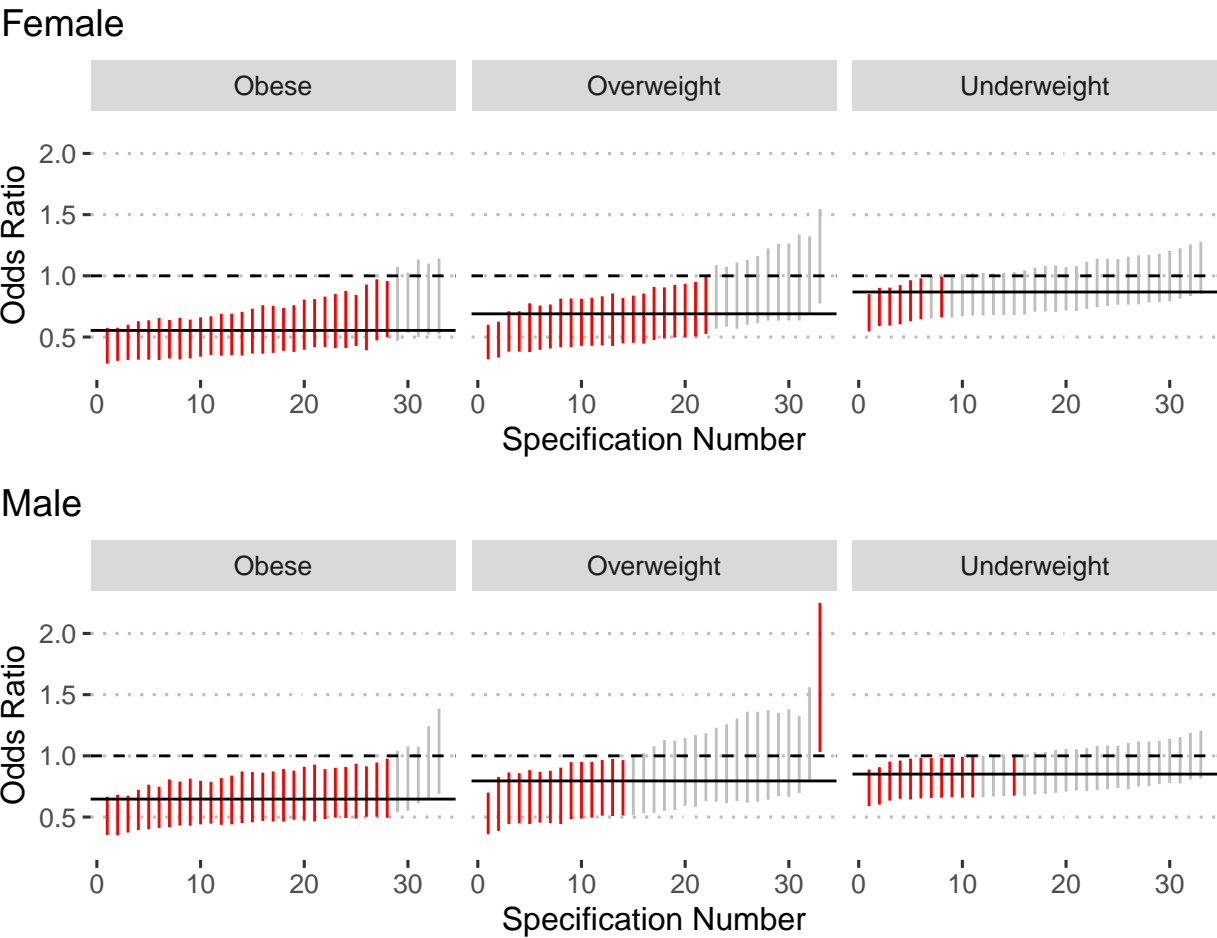 Female
Obese Overweight Underweight
2.0
1.5
1.0
0.5
Odds Ratio
0 10 20 30 0 10 20 30 0 10 20 30
Specification Number
Male
Obese Overweight Underweight
2.0
1.5
1.0
0.5
Odds Ratio
0 10 20 30 0 10 20 30 0 10 20 30
Specification Number